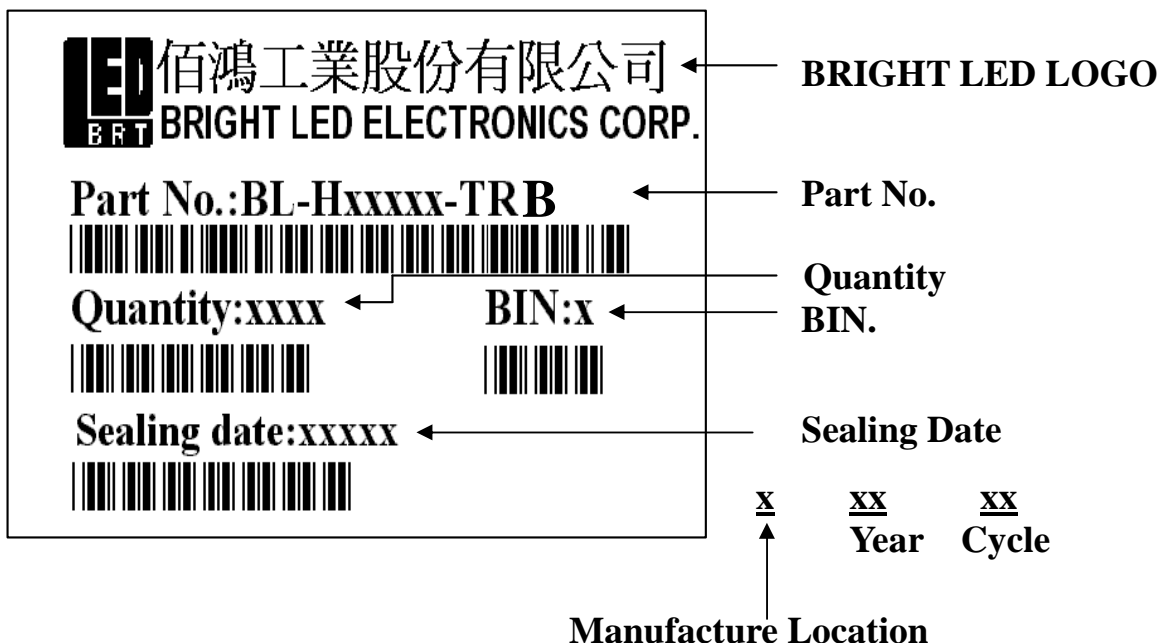 LED
佰鴻工業股份有限公司
BRIGHT LED LOGO
BRT
BRIGHT LED ELECTRONICS CORP.
Part No.:BL-Hxxxxx-TRB
Part No.
Quantity
Quantity:xxxx
BIN:x
BIN.
Sealing date:xxxxx
Sealing Date
x xx xx
Year Cycle
Manufacture Location